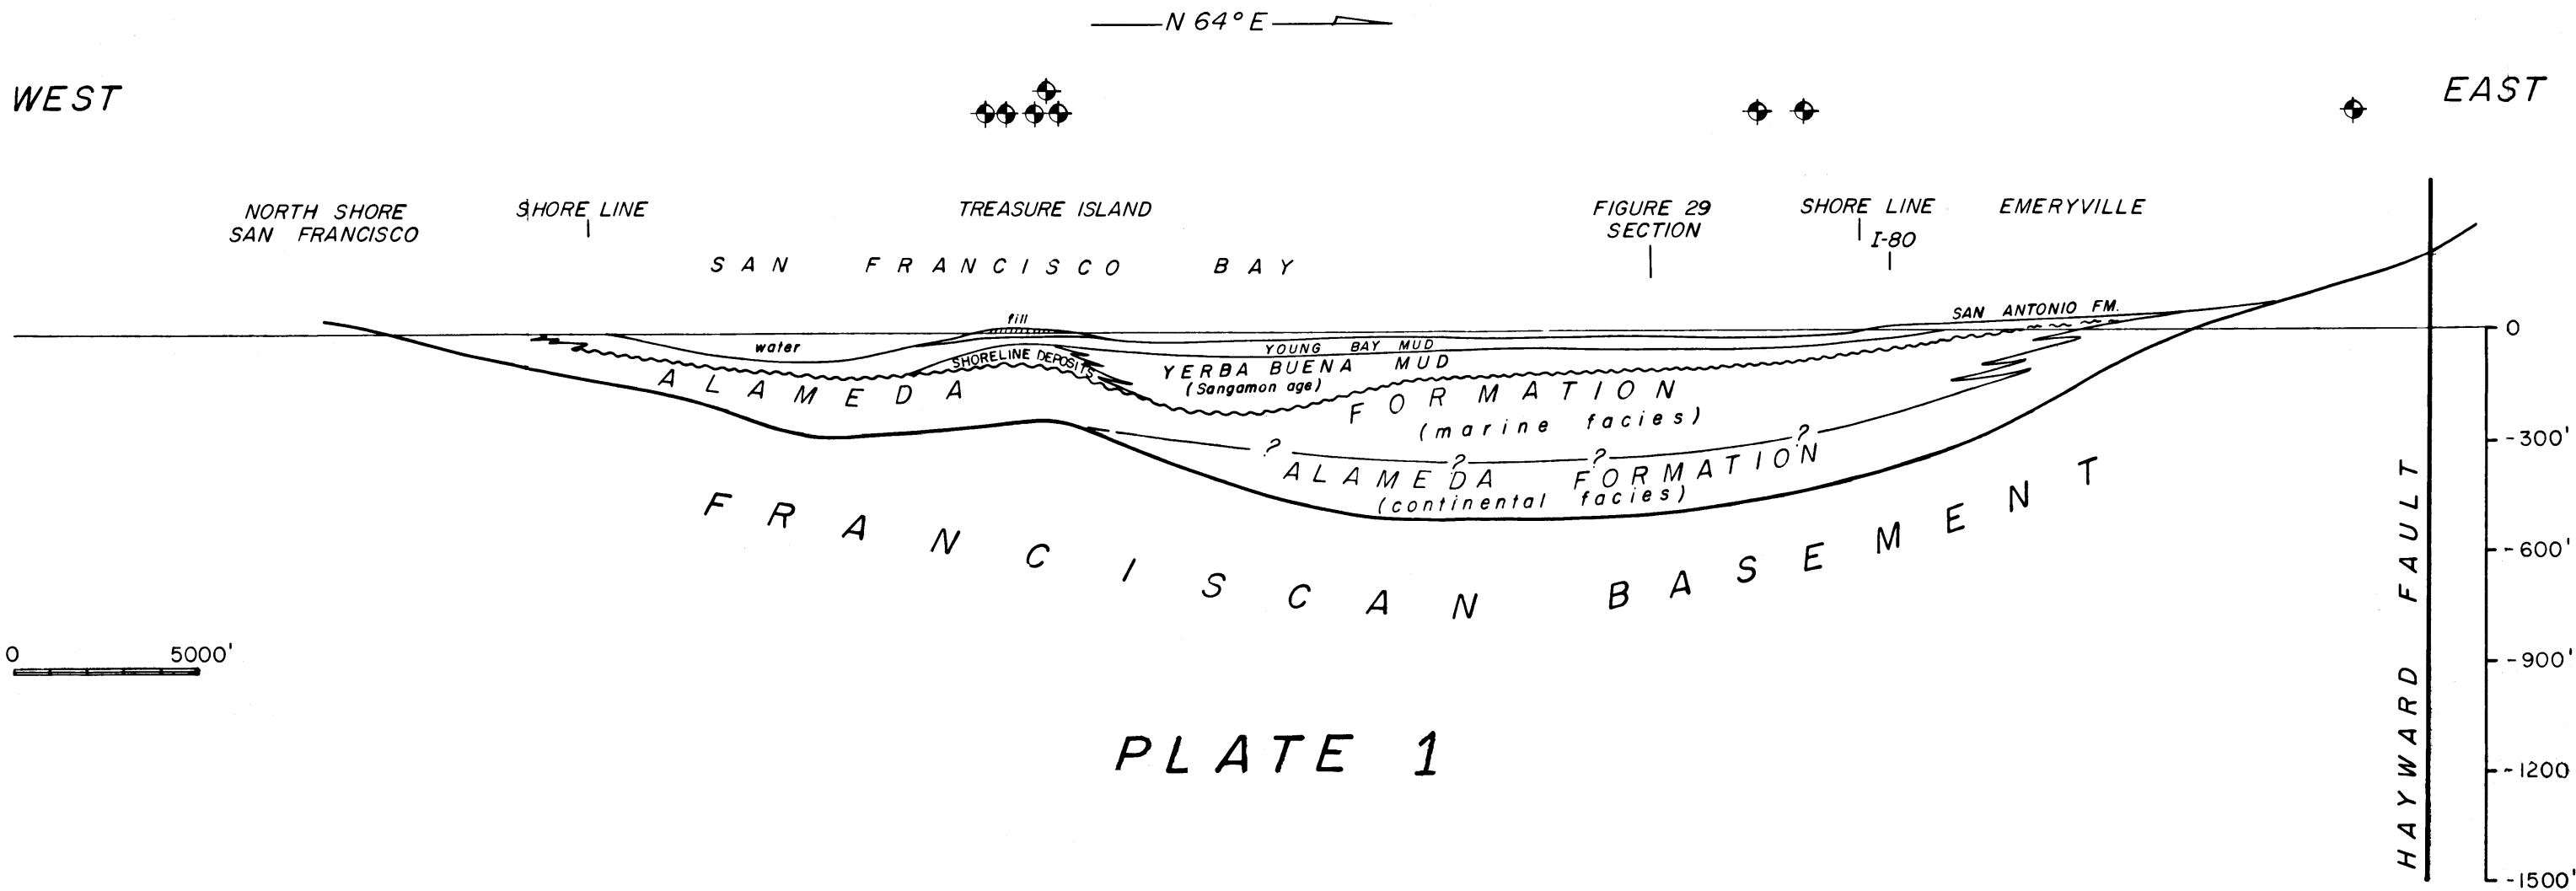 N 64° E
WEST
EAST
NORTH SHORE
SAN FRANCISCO
SHORE LINE
TREASURE ISLAND
FIGURE 29
SECTION
SHORE LINE
I-80
EMERYVILLE
SAN FRANCISCO BAY
fill
water
SHORELINE DEPOSITS
YOUNG BAY MUD
YERBA BUENA MUD
(Sangamon age)
SAN ANTONIO FM.
ALAMEDA FORMATION
(marine facies)
? ? ? ?
ALAMEDA FORMATION
(continental facies)
FRANCISCAN BASEMENT
HAYWARD FAULT
0
-300'
-600'
-900'
-1200
-1500'
0 5000'
PLATE 1